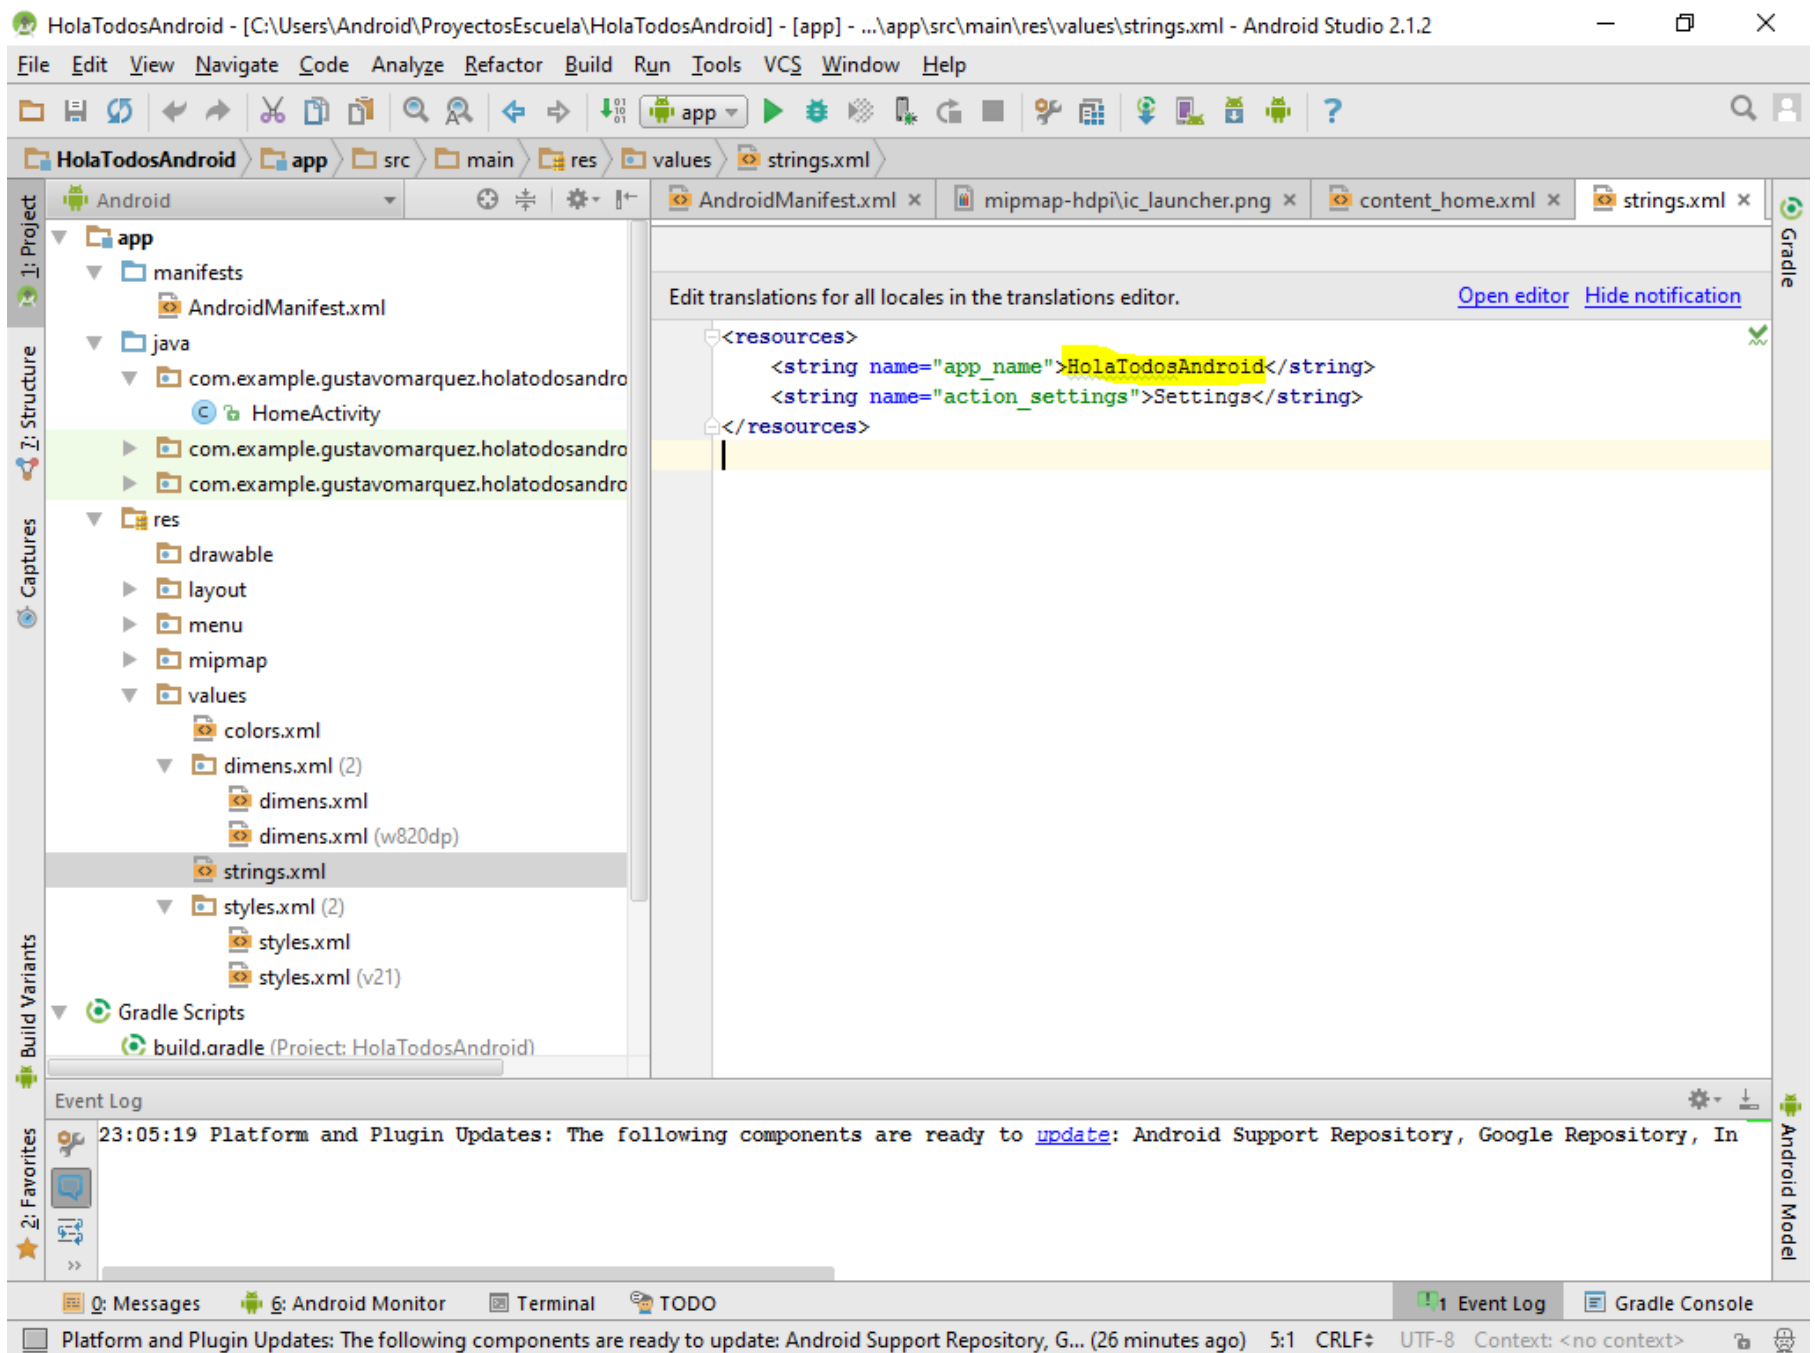 HolaTodosAndroid - [C:\Users\Android\ProyectosEscuela\HolaTodosAndroid] - [app] - ...\app\src\main\res\values\strings.xml - Android Studio 2.1.2
File Edit View Navigate Code Analyze Refactor Build Run Tools VCS Window Help
app
HolaTodosAndroid app src main res values strings.xml
Android
AndroidManifest.xml mipmap-hdpi\ic_launcher.png content_home.xml strings.xml
1: Project
7: Structure
Captures
Build Variants
2: Favorites
app
manifests
AndroidManifest.xml
java
com.example.gustavomarquez.holatodosandro
HomeActivity
com.example.gustavomarquez.holatodosandro
com.example.gustavomarquez.holatodosandro
res
drawable
layout
menu
mipmap
values
colors.xml
dimens.xml (2)
dimens.xml
dimens.xml (w820dp)
strings.xml
styles.xml (2)
styles.xml
styles.xml (v21)
Gradle Scripts
build.gradle (Project: HolaTodosAndroid)
Edit translations for all locales in the translations editor. Open editor Hide notification
<resources>
<string name="app_name">HolaTodosAndroid</string>
<string name="action_settings">Settings</string>
</resources>
Gradle
Android Model
Event Log
23:05:19 Platform and Plugin Updates: The following components are ready to update: Android Support Repository, Google Repository, In
0: Messages 6: Android Monitor Terminal TODO 1 Event Log Gradle Console
Platform and Plugin Updates: The following components are ready to update: Android Support Repository, G... (26 minutes ago) 5:1 CRLF UTF-8 Context: <no context>